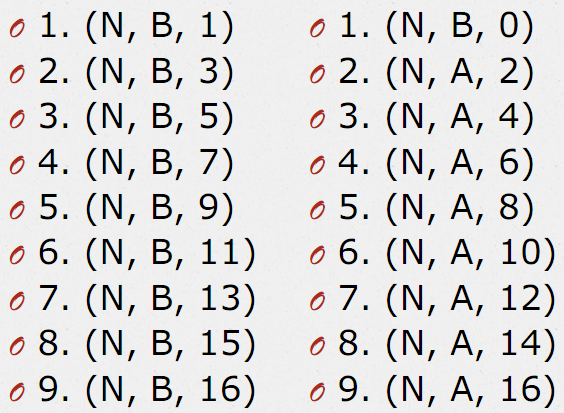 1. (N, B, 1)
2. (N, B, 3)
3. (N, B, 5)
4. (N, B, 7)
5. (N, B, 9)
6. (N, B, 11)
7. (N, B, 13)
8. (N, B, 15)
9. (N, B, 16)
1. (N, B, 0)
2. (N, A, 2)
3. (N, A, 4)
4. (N, A, 6)
5. (N, A, 8)
6. (N, A, 10)
7. (N, A, 12)
8. (N, A, 14)
9. (N, A, 16)